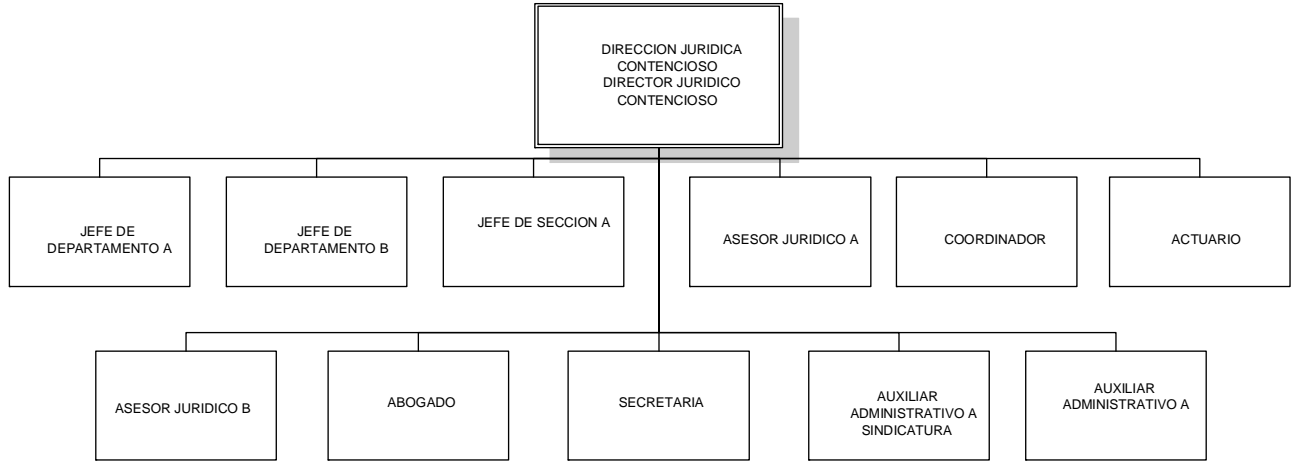 DIRECCION JURIDICA
CONTENCIOSO
DIRECTOR JURIDICO
CONTENCIOSO
JEFE DE
DEPARTAMENTO A
JEFE DE
DEPARTAMENTO B
JEFE DE SECCION A
ASESOR JURIDICO A
COORDINADOR
ACTUARIO
ASESOR JURIDICO B
ABOGADO
SECRETARIA
AUXILIAR
ADMINISTRATIVO A
SINDICATURA
AUXILIAR
ADMINISTRATIVO A